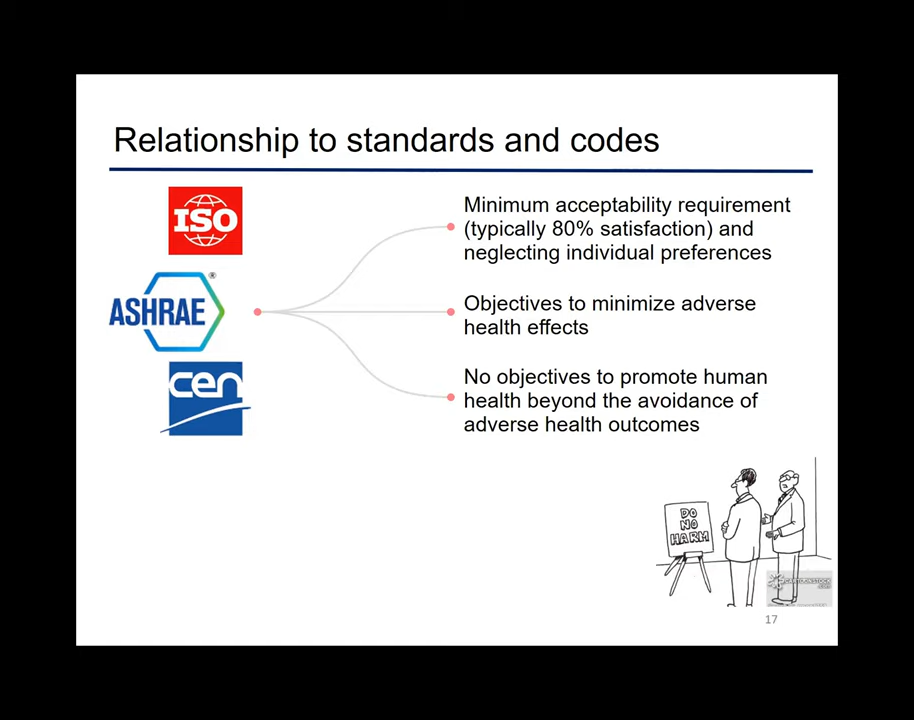 Relationship to standards and codes
ISO
Minimum acceptability requirement
(typically 80% satisfaction) and
neglecting individual preferences
ASHRAE®
Objectives to minimize adverse
health effects
cen
No objectives to promote human
health beyond the avoidance of
adverse health outcomes
DO
NO
HARM
CARTOONSTOCK
.com
17